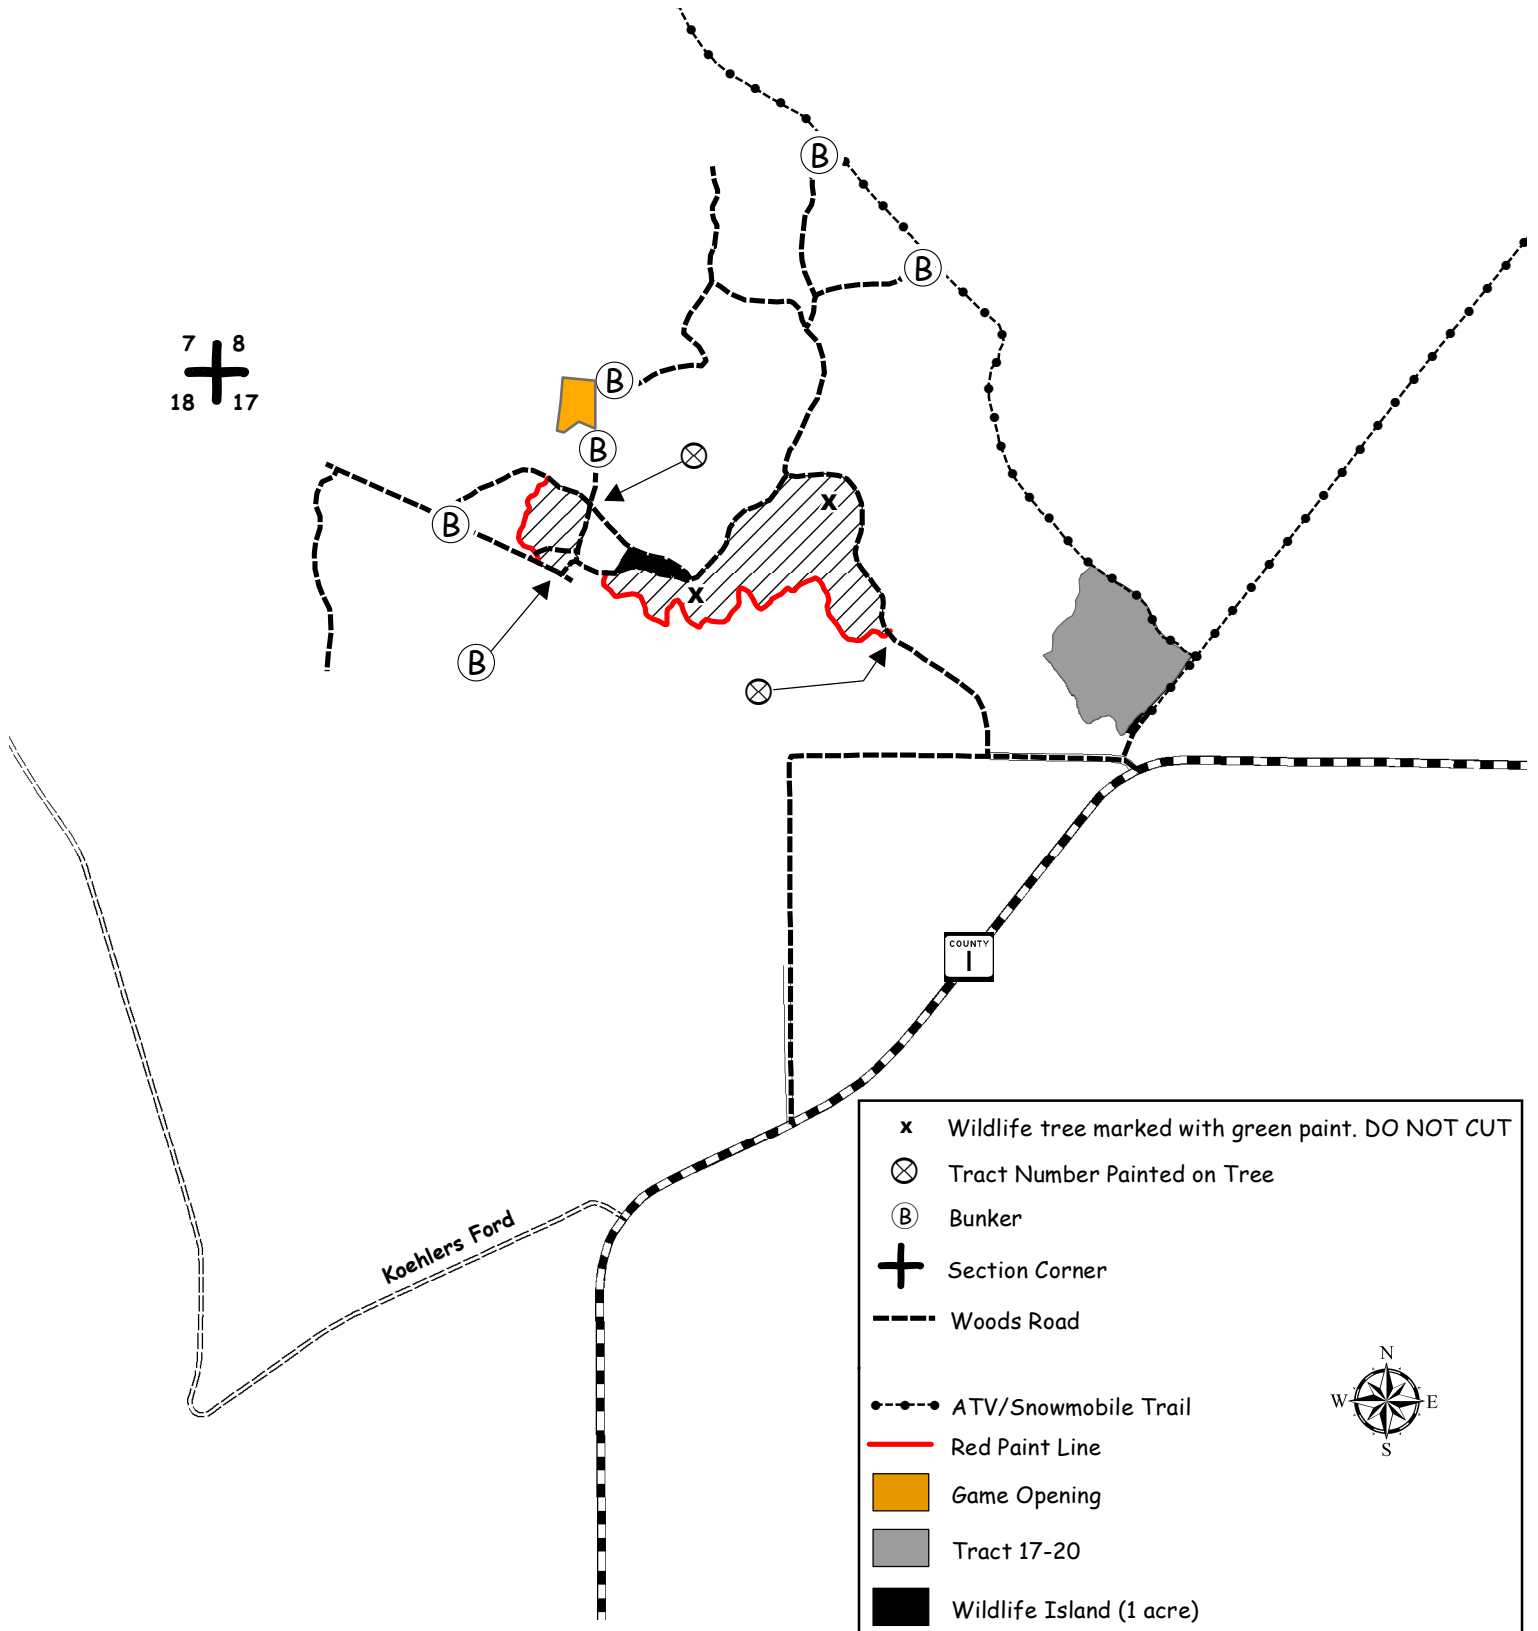 B
B
7 8
18 17
B
B
B
x
x
B
COUNTY
I
Koehlers Ford
x Wildlife tree marked with green paint. DO NOT CUT
Tract Number Painted on Tree
B Bunker
Section Corner
Woods Road
N
W E
S
ATV/Snowmobile Trail
Red Paint Line
Game Opening
Tract 17-20
Wildlife Island (1 acre)